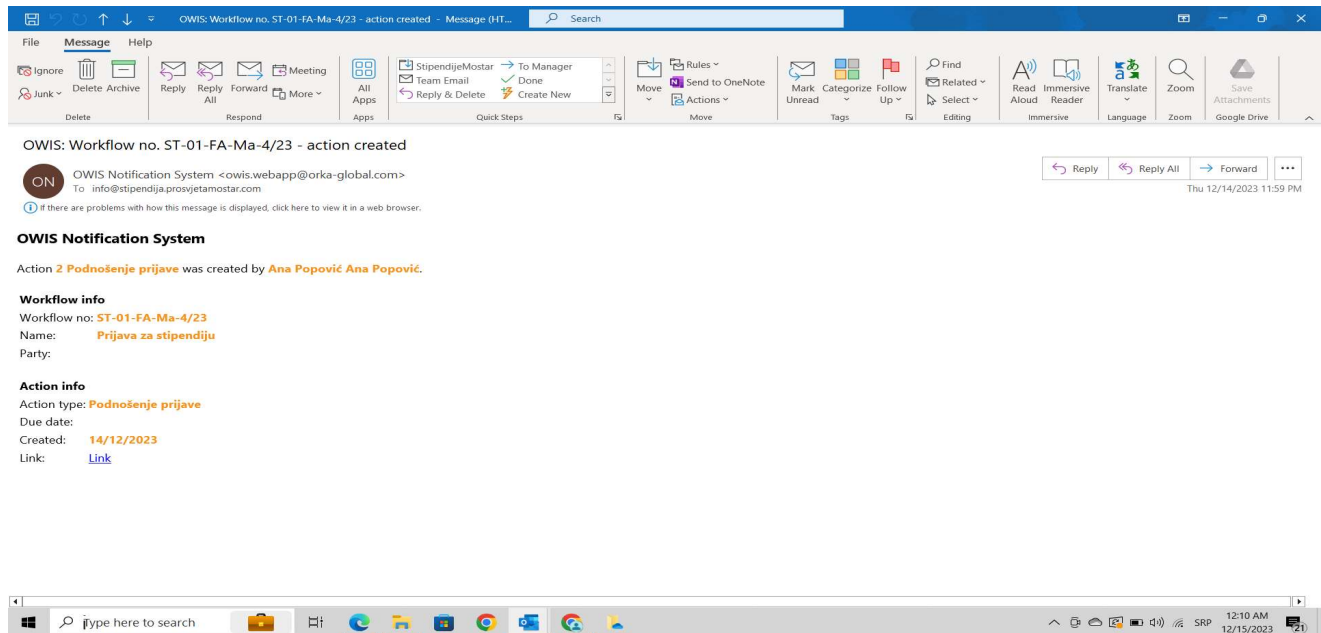 OWIS: Workflow no. ST-01-FA-Ma-4/23 - action created - Message (HT...
Search
File Message Help
Ignore
Junk
Delete Archive
Reply Reply All Forward
Meeting
More
All Apps
StipendijeMostar To Manager
Team Email Done
Reply & Delete Create New
Move
Rules
Send to OneNote
Actions
Mark Unread Categorize Follow Up
Find
Related
Select
Read Aloud Immersive Reader
Translate
Zoom
Save Attachments
Delete Respond Apps Quick Steps Move Tags Editing Immersive Language Zoom Google Drive
OWIS: Workflow no. ST-01-FA-Ma-4/23 - action created
ON
OWIS Notification System <owis.webapp@orka-global.com>
To info@stipendija.prosvjetamostar.com
Reply Reply All Forward
Thu 12/14/2023 11:59 PM
If there are problems with how this message is displayed, click here to view it in a web browser.
OWIS Notification System
Action 2 Podnošenje prijave was created by Ana Popović Ana Popović.
Workflow info
Workflow no: ST-01-FA-Ma-4/23
Name: Prijava za stipendiju
Party:
Action info
Action type: Podnošenje prijave
Due date:
Created: 14/12/2023
Link: Link
Type here to search
SRP
12:10 AM
12/15/2023
21